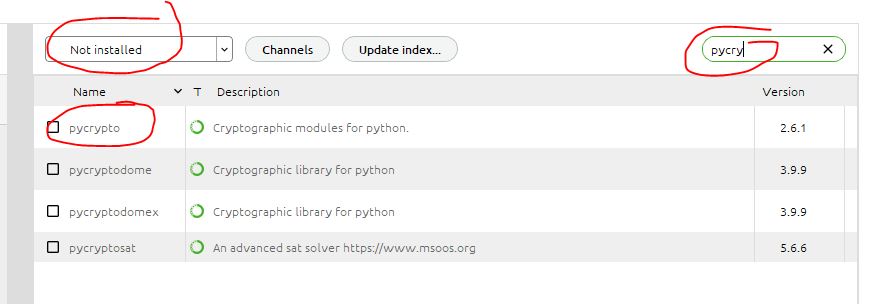 Not installed Channels Update index... pycry
Name T Description Version
pycrypto Cryptographic modules for python. 2.6.1
pycryptodome Cryptographic library for python 3.9.9
pycryptodomex Cryptographic library for python 3.9.9
pycryptosat An advanced sat solver https://www.msoos.org 5.6.6